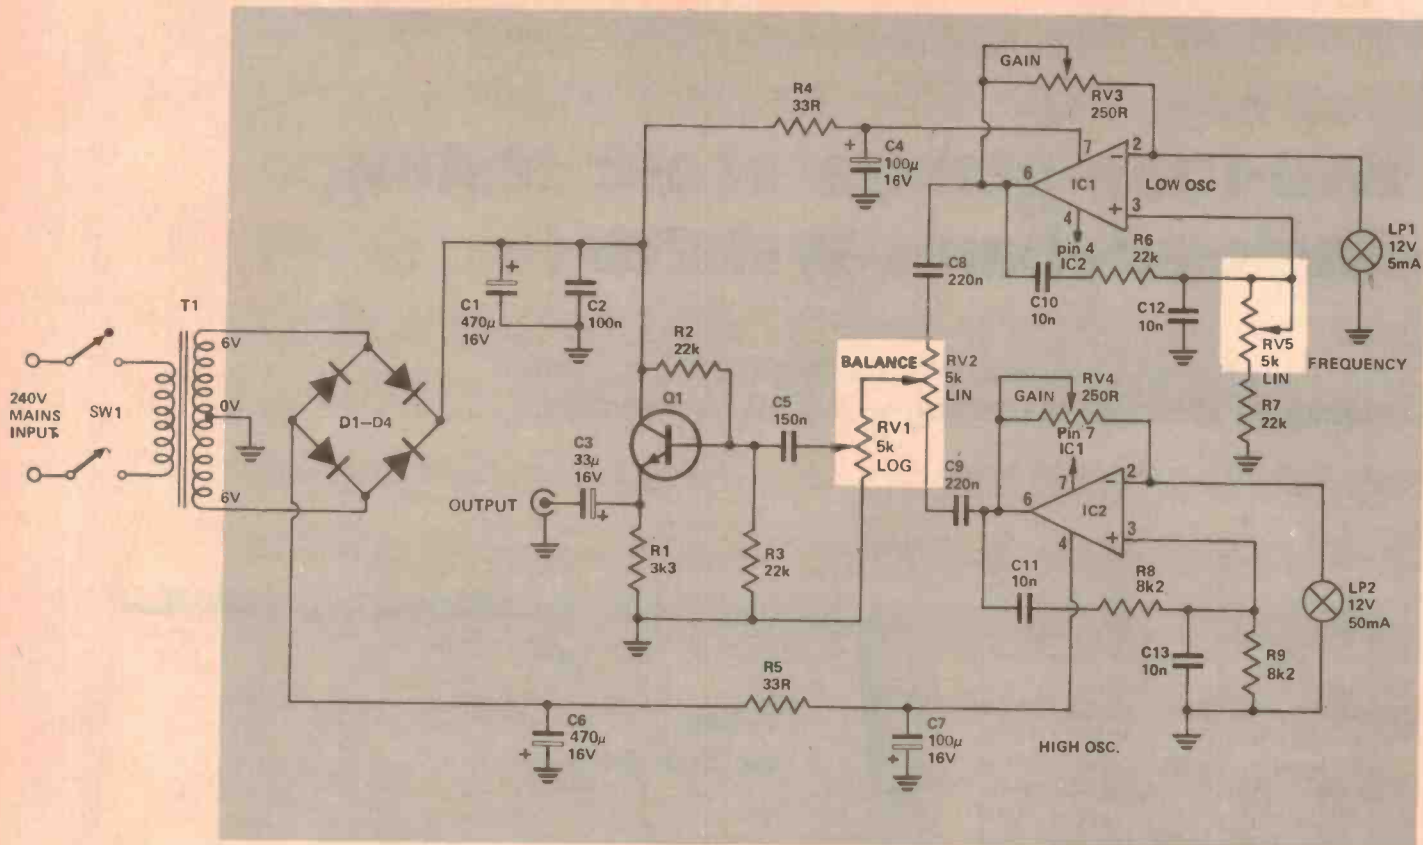 GAIN
RV3
250R
R4
33R
+
C4
100μ
16V
7
2
6
IC1
−
+
3
4
LOW OSC
pin 4
IC2
R6
22k
LP1
12V
5mA
C8
220n
C10
10n
C12
10n
RV5
5k
LIN
FREQUENCY
R7
22k
T1
6V
0V
6V
240V
MAINS
INPUT.
SW1
D1–D4
+
C1
470μ
16V
C2
100n
R2
22k
Q1
C3
33μ
16V
+
OUTPUT
C5
150n
BALANCE
RV2
5k
LIN
RV1
5k
LOG
R1
3k3
R3
22k
C9
220n
GAIN
RV4
250R
Pin 7
IC1
7
2
6
IC2
−
+
3
4
C11
10n
R8
8k2
LP2
12V
50mA
C13
10n
R9
8k2
R5
33R
C6
470μ
16V
+
C7
100μ
16V
+
HIGH OSC.